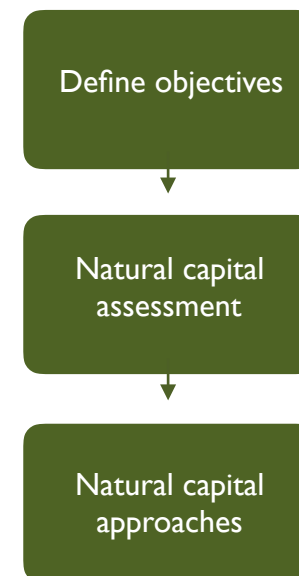 Define objectives
Natural capital
assessment
Natural capital
approaches